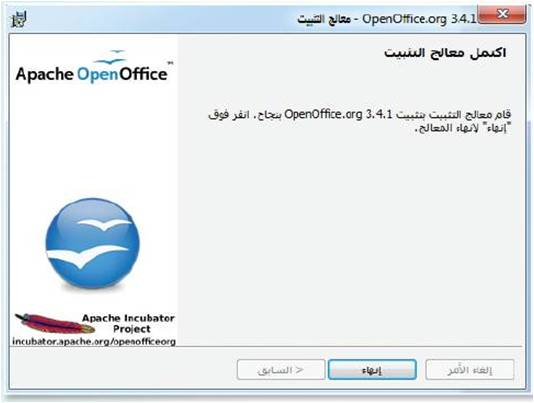 OpenOffice.org 3.4.1 - معالج التثبيت
Apache OpenOffice™
اكتمل معالج التثبيت
قام معالج التثبيت بتثبيت OpenOffice.org 3.4.1 بنجاح. انقر فوق
"إنهاء" لإنهاء المعالج.
Apache Incubator
Project
incubator.apache.org/openofficeorg
< السابق
إنهاء
إلغاء الأمر